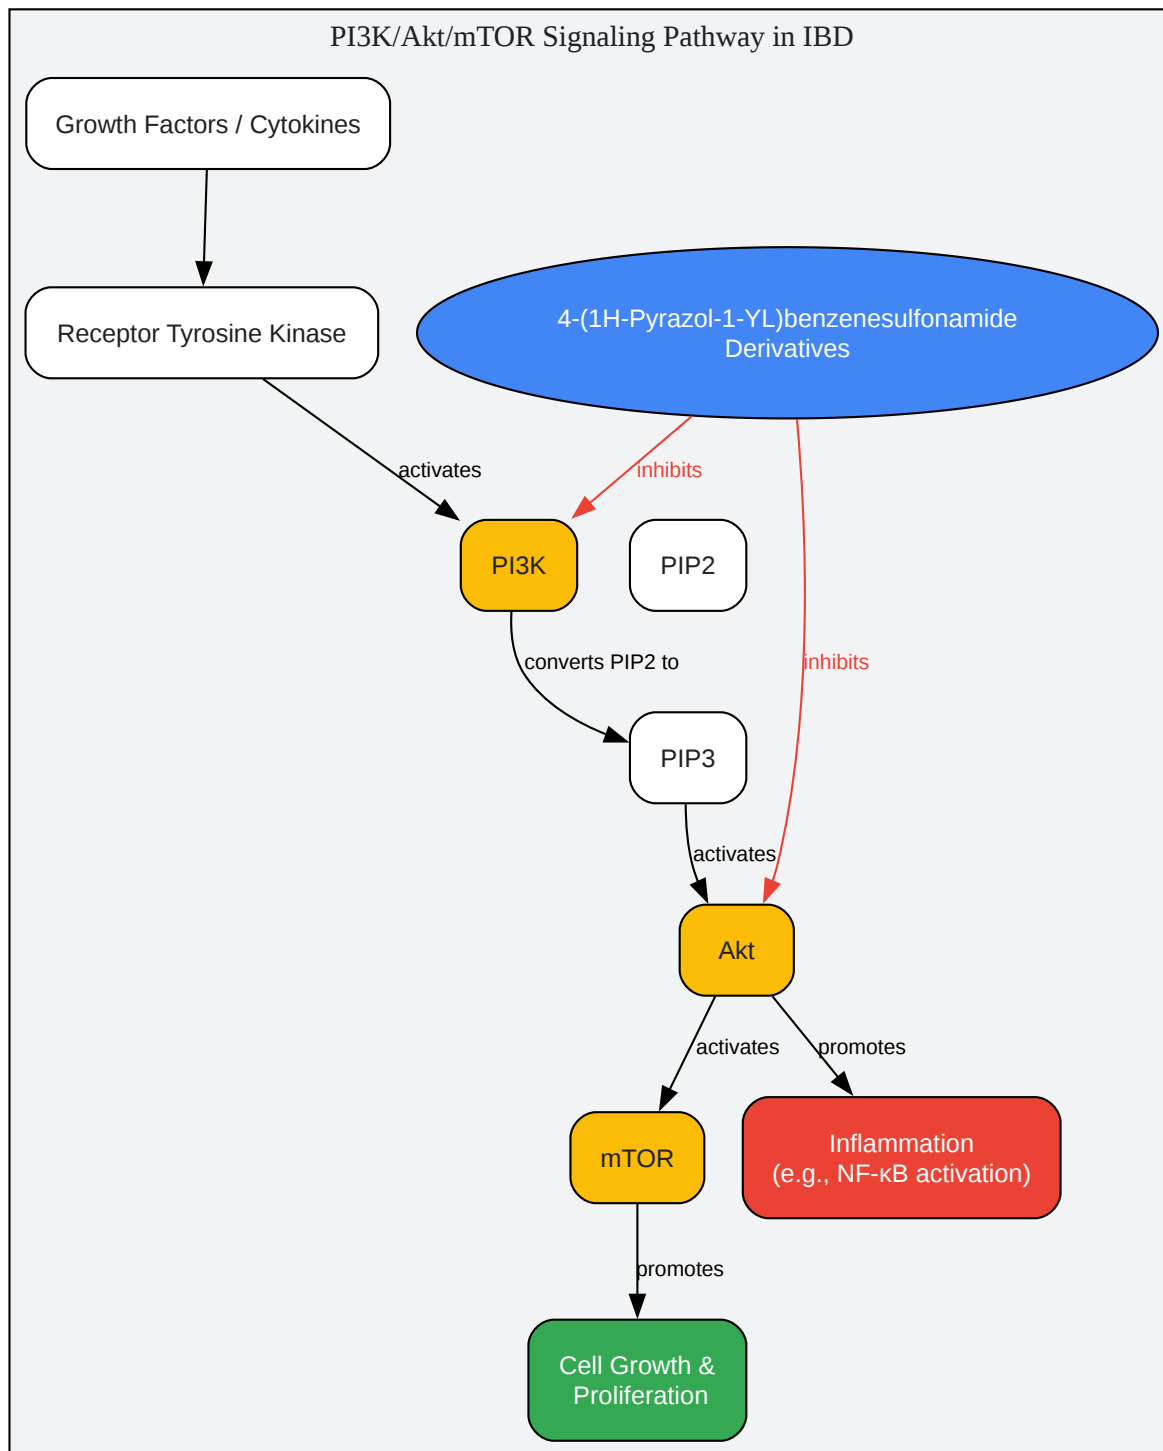 PI3K/Akt/mTOR Signaling Pathway in IBD
Growth Factors / Cytokines
Receptor Tyrosine Kinase
4-(1H-Pyrazol-1-YL)benzenesulfonamide
Derivatives
activates
inhibits
PI3K
PIP2
converts PIP2 to
inhibits
PIP3
activates
Akt
activates
promotes
mTOR
Inflammation
(e.g., NF-κB activation)
promotes
Cell Growth &
Proliferation